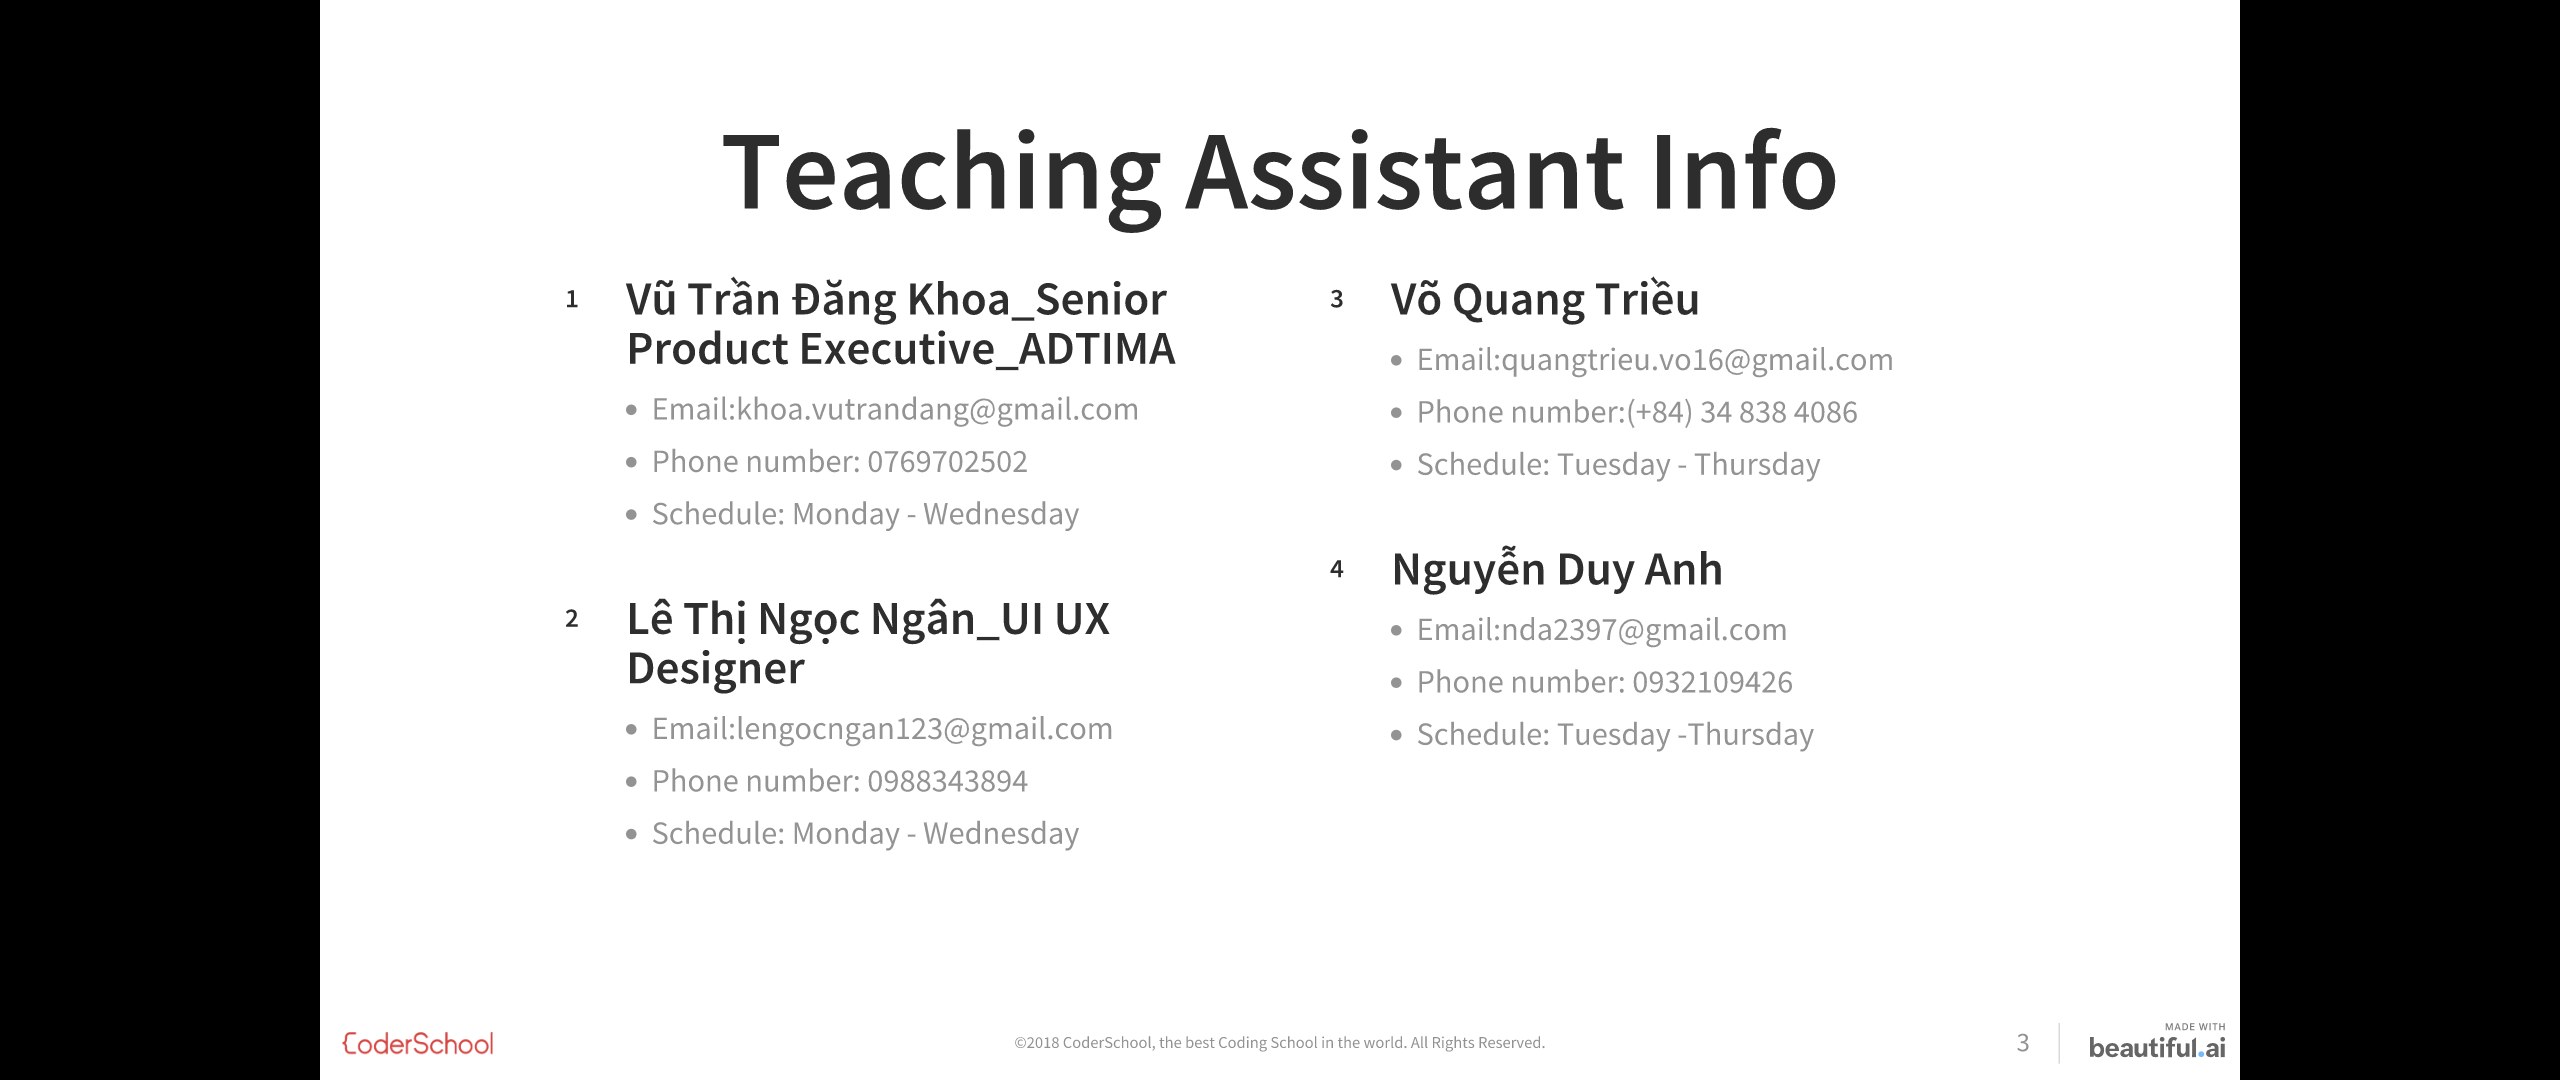 Teaching Assistant Info
1
Vũ Trần Đăng Khoa_Senior
Product Executive_ADTIMA
• Email:khoa.vutrandang@gmail.com
• Phone number: 0769702502
• Schedule: Monday - Wednesday
2
Lê Thị Ngọc Ngân_UI UX
Designer
• Email:lengocngan123@gmail.com
• Phone number: 0988343894
• Schedule: Monday - Wednesday
3
Võ Quang Triều
• Email:quangtrieu.vo16@gmail.com
• Phone number:(+84) 34 838 4086
• Schedule: Tuesday - Thursday
4
Nguyễn Duy Anh
• Email:nda2397@gmail.com
• Phone number: 0932109426
• Schedule: Tuesday -Thursday
CoderSchool
©2018 CoderSchool, the best Coding School in the world. All Rights Reserved.
3
MADE WITH
beautiful.ai